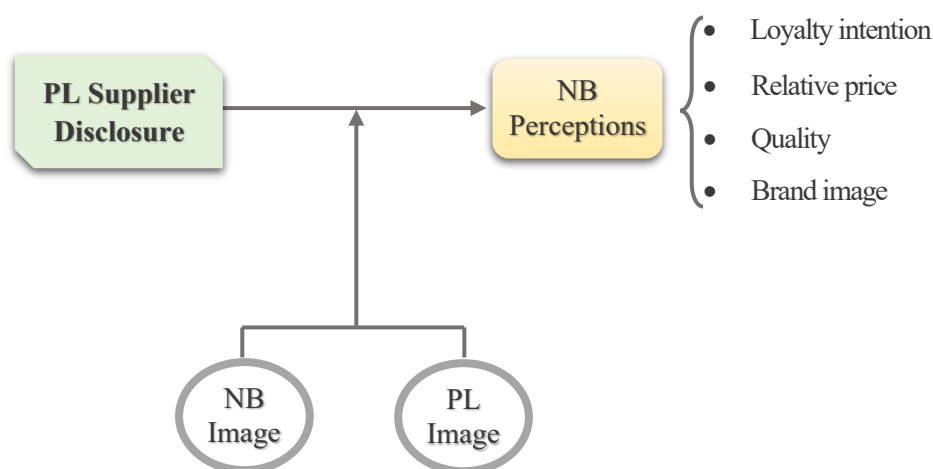 PL Supplier
Disclosure
NB
Perceptions
• Loyalty intention
• Relative price
• Quality
• Brand image
NB
Image
PL
Image